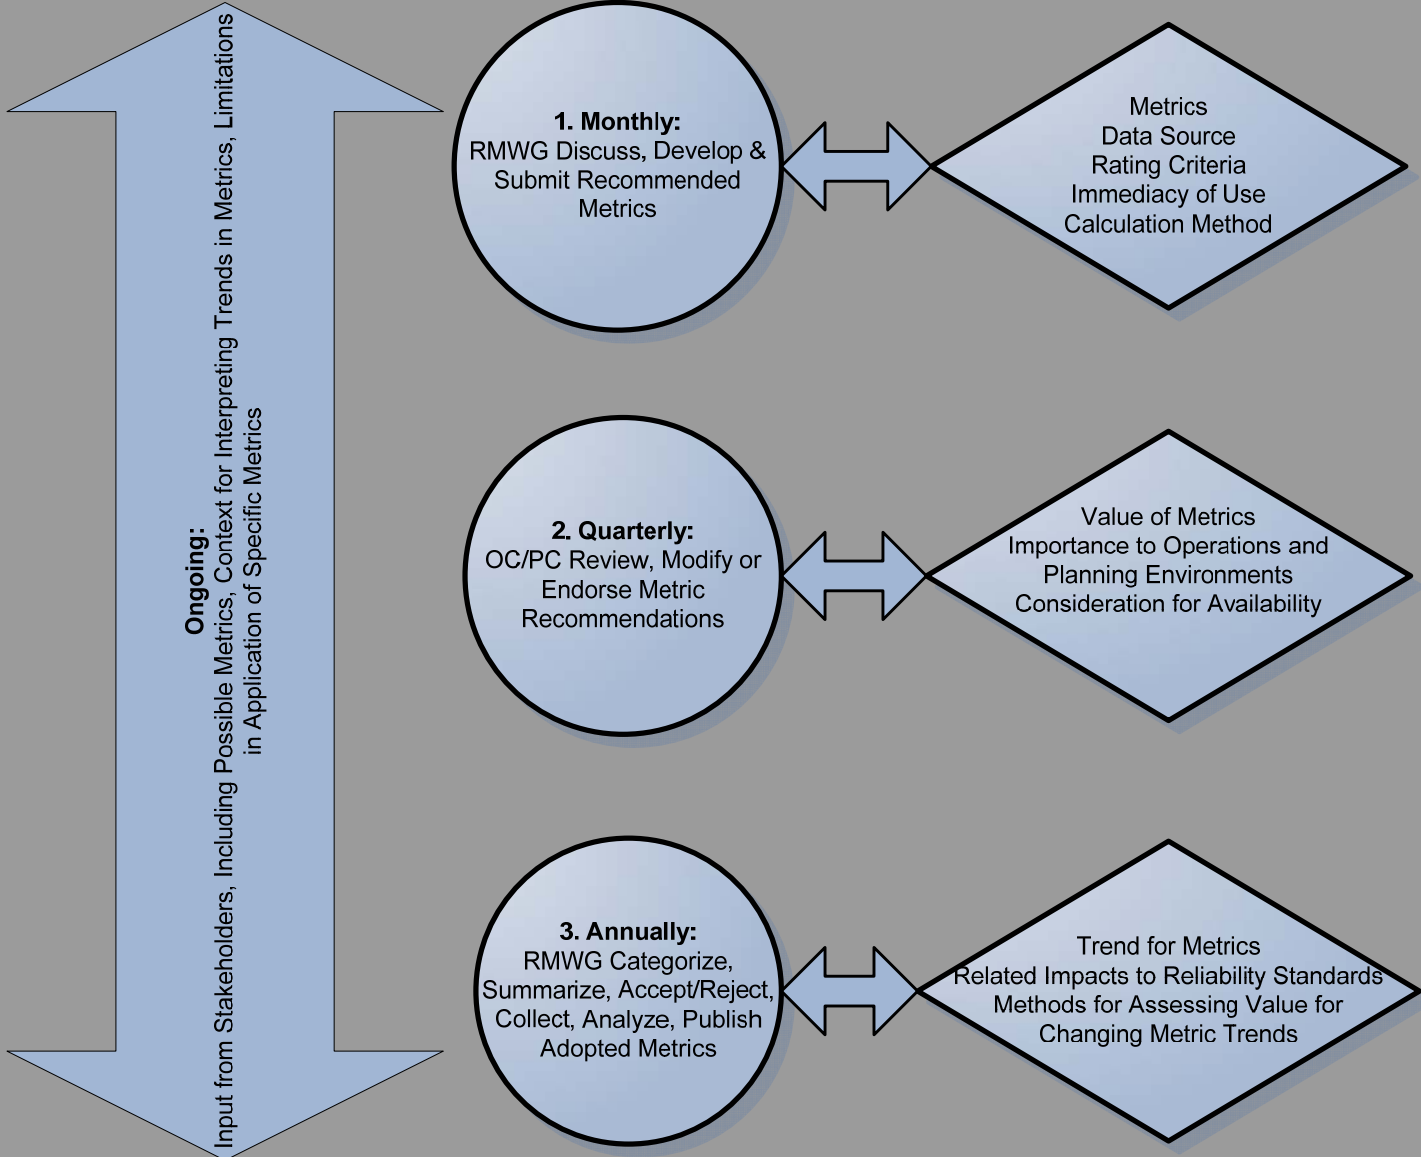 Ongoing:
Input from Stakeholders, Including Possible Metrics, Context for Interpreting Trends in Metrics, Limitations
in Application of Specific Metrics
1. Monthly:
RMWG Discuss, Develop &
Submit Recommended
Metrics
Metrics
Data Source
Rating Criteria
Immediacy of Use
Calculation Method
2. Quarterly:
OC/PC Review, Modify or
Endorse Metric
Recommendations
Value of Metrics
Importance to Operations and
Planning Environments
Consideration for Availability
3. Annually:
RMWG Categorize,
Summarize, Accept/Reject,
Collect, Analyze, Publish
Adopted Metrics
Trend for Metrics
Related Impacts to Reliability Standards
Methods for Assessing Value for
Changing Metric Trends